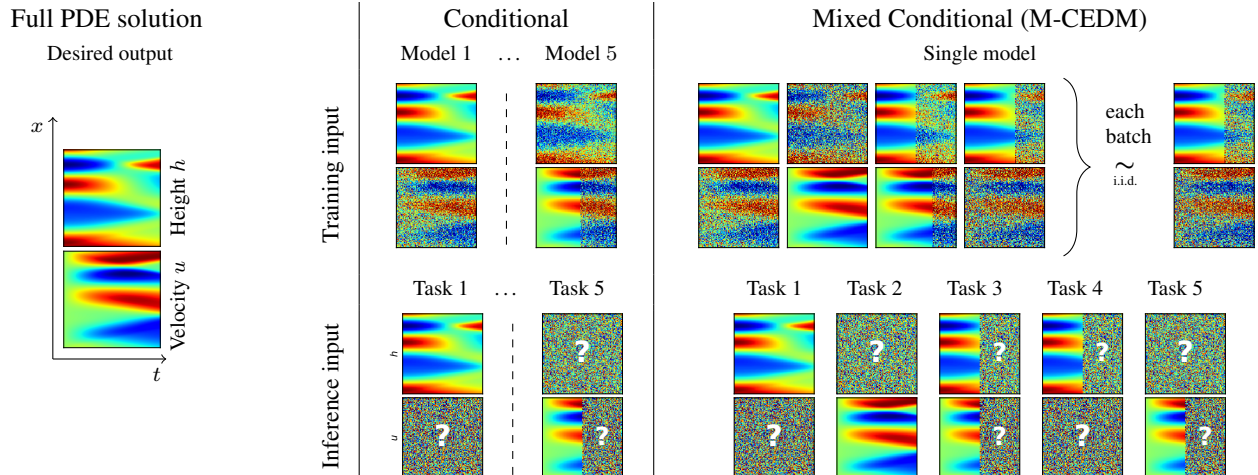 Full PDE solution
Desired output
x
Height h
Velocity u
t
Conditional
Model 1 ... Model 5
Training input
Mixed Conditional (M-CEDM)
Single model
each
batch
~
i.i.d.
Inference input
Task 1 ... Task 5
h
?
u
?
?
Task 1 Task 2 Task 3 Task 4 Task 5
? ? ? ?
? ? ? ?